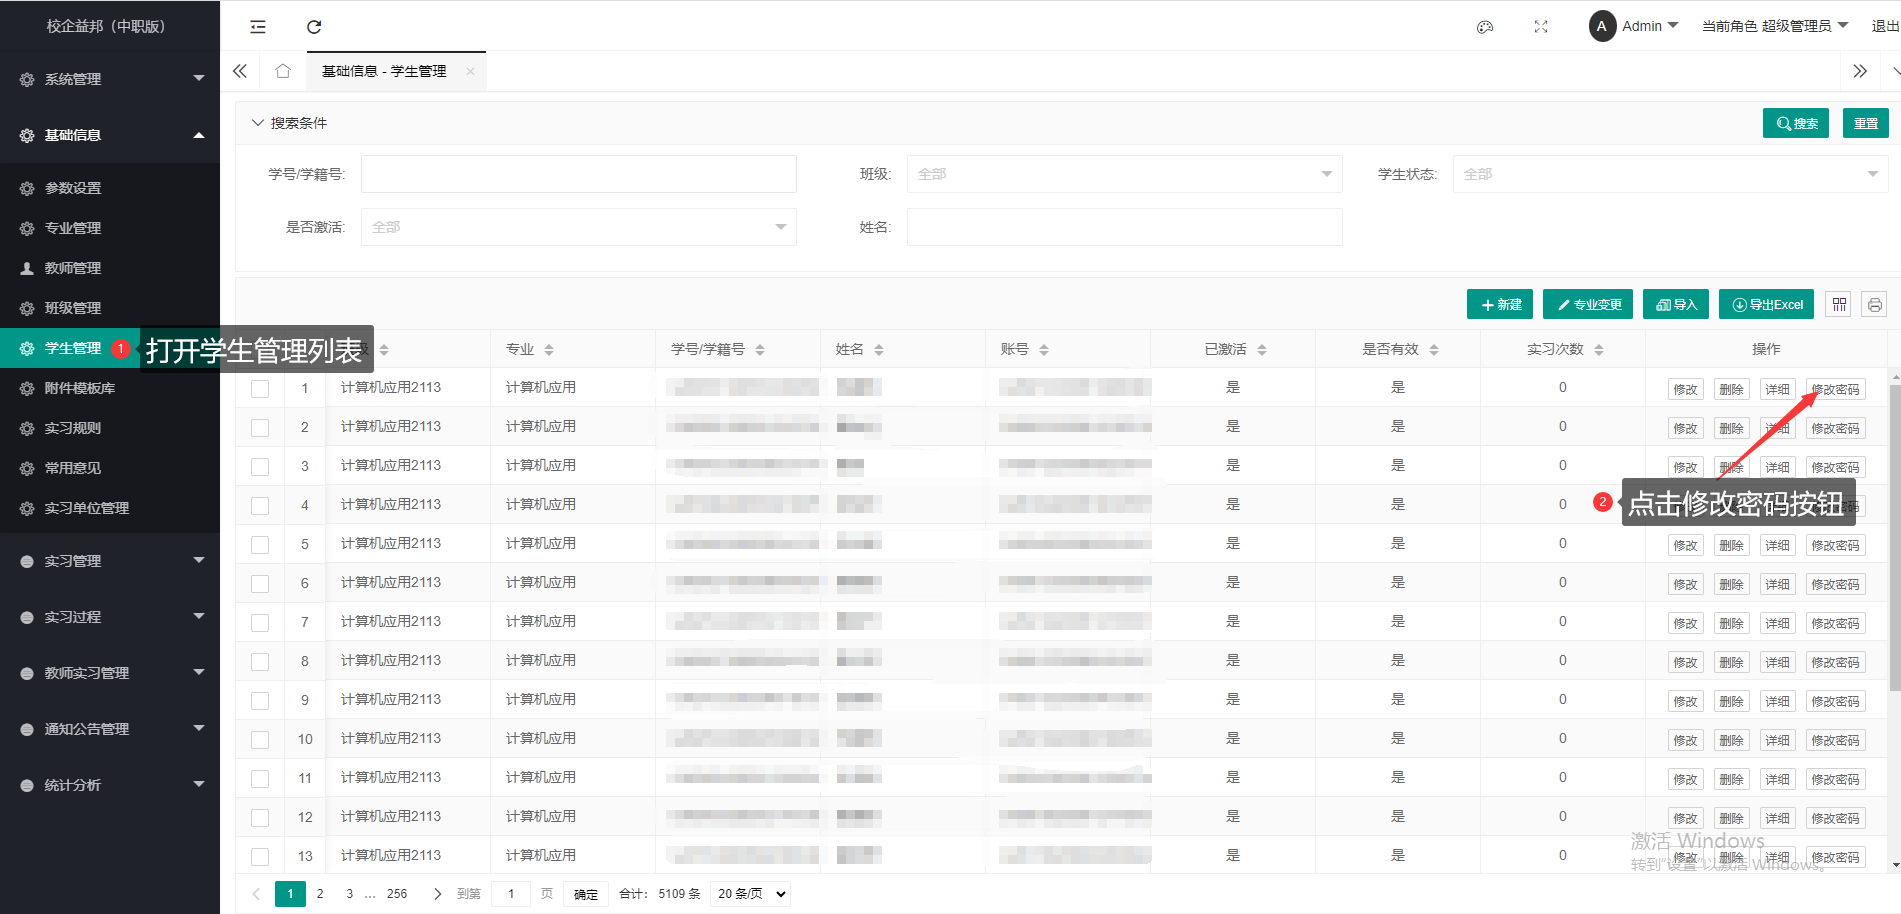 校企益邦（中职版）
Admin
当前角色 超级管理员
退出
系统管理
基础信息
参数设置
专业管理
教师管理
班级管理
学生管理 1
附件模板库
实习规则
常用意见
实习单位管理
实习管理
实习过程
教师实习管理
通知公告管理
统计分析
A
基础信息 - 学生管理
搜索条件
搜索 重置
学号/学籍号: 班级: 全部 学生状态: 全部
是否激活: 全部 姓名:
新建 专业变更 导入 导出Excel
打开学生管理列表
级 专业 学号/学籍号 姓名 账号 已激活 是否有效 实习次数 操作
1 计算机应用2113 计算机应用 是 是 0 修改 删除 详细 修改密码
2 计算机应用2113 计算机应用 是 是 0 修改 删除 详细 修改密码
3 计算机应用2113 计算机应用 是 是 0 修改 删除 详细 修改密码
4 计算机应用2113 计算机应用 是 是 0
2 点击修改密码按钮
5 计算机应用2113 计算机应用 是 是 0 修改 删除 详细 修改密码
6 计算机应用2113 计算机应用 是 是 0 修改 删除 详细 修改密码
7 计算机应用2113 计算机应用 是 是 0 修改 删除 详细 修改密码
8 计算机应用2113 计算机应用 是 是 0 修改 删除 详细 修改密码
9 计算机应用2113 计算机应用 是 是 0 修改 删除 详细 修改密码
10 计算机应用2113 计算机应用 是 是 0 修改 删除 详细 修改密码
11 计算机应用2113 计算机应用 是 是 0 修改 删除 详细 修改密码
12 计算机应用2113 计算机应用 是 是 0 修改 删除 详细 修改密码
13 计算机应用2113 计算机应用 是 是 0 修改 删除 详细 修改密码
激活 Windows
转到"设置"以激活 Windows。
1 2 3 ... 256 到第 1 页 确定 合计： 5109 条 20 条/页